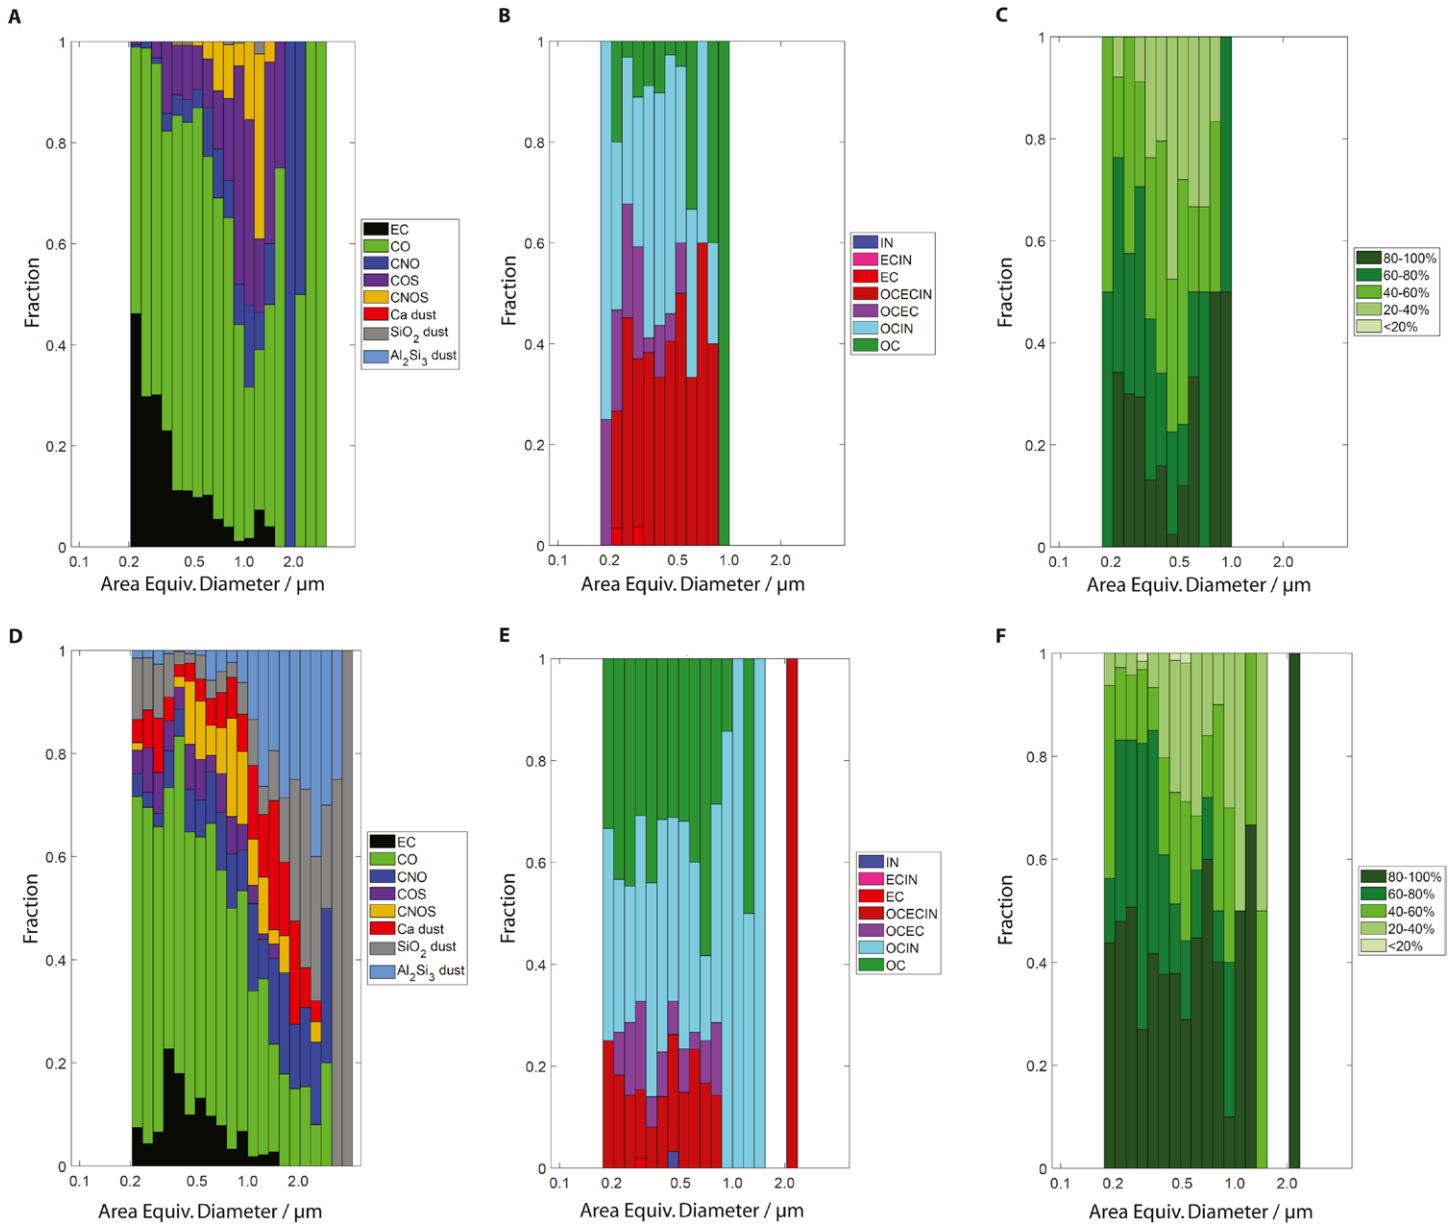 A
1
0.8
0.6
0.4
0.2
0
Fraction
0.1
0.2
0.5
1.0
2.0
Area Equiv. Diameter / µm
EC
CO
CNO
COS
CNOS
Ca dust
SiO2 dust
Al2Si3 dust
B
1
0.8
0.6
0.4
0.2
0
Fraction
0.1
0.2
0.5
1.0
2.0
Area Equiv. Diameter / µm
IN
ECIN
EC
OCECIN
OCEC
OCIN
OC
C
1
0.8
0.6
0.4
0.2
0
Fraction
0.1
0.2
0.5
1.0
2.0
Area Equiv. Diameter / µm
80-100%
60-80%
40-60%
20-40%
<20%
D
1
0.8
0.6
0.4
0.2
0
Fraction
0.1
0.2
0.5
1.0
2.0
Area Equiv. Diameter / µm
EC
CO
CNO
COS
CNOS
Ca dust
SiO2 dust
Al2Si3 dust
E
1
0.8
0.6
0.4
0.2
0
Fraction
0.1
0.2
0.5
1.0
2.0
Area Equiv. Diameter / µm
IN
ECIN
EC
OCECIN
OCEC
OCIN
OC
F
1
0.8
0.6
0.4
0.2
0
Fraction
0.1
0.2
0.5
1.0
2.0
Area Equiv. Diameter / µm
80-100%
60-80%
40-60%
20-40%
<20%